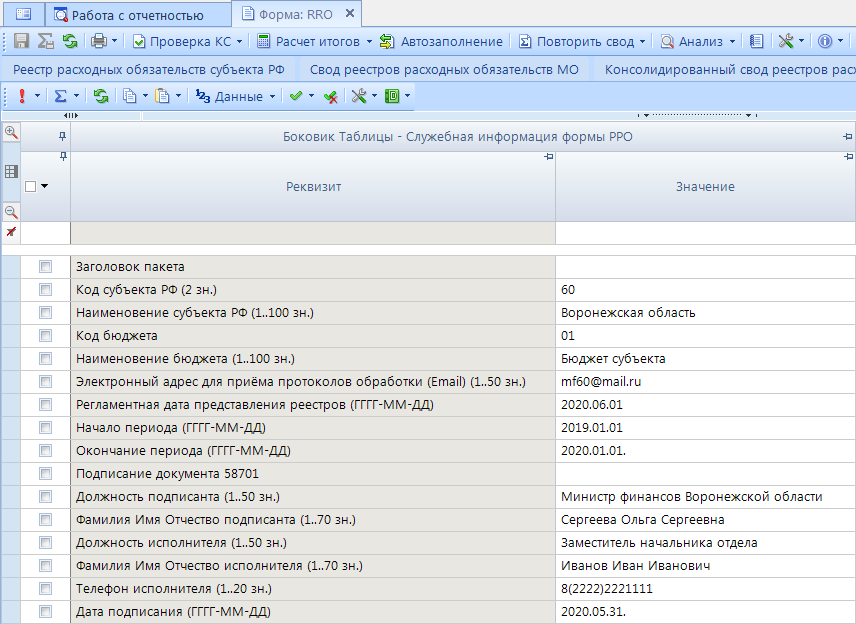 Работа с отчетностью
Форма: RRO
Проверка КС
Расчет итогов
Автозаполнение
Повторить свод
Анализ
Реестр расходных обязательств субъекта РФ
Свод реестров расходных обязательств МО
Консолидированный свод реестров рас
Данные
Боковик Таблицы - Служебная информация формы РРО
Реквизит Значение
Заголовок пакета
Код субъекта РФ (2 зн.) 60
Наименование субъекта РФ (1..100 зн.) Воронежская область
Код бюджета 01
Наименовение бюджета (1..100 зн.) Бюджет субъекта
Электронный адрес для приёма протоколов обработки (Email) (1..50 зн.) mf60@mail.ru
Регламентная дата представления реестров (ГГГГ-ММ-ДД) 2020.06.01
Начало периода (ГГГГ-ММ-ДД) 2019.01.01
Окончание периода (ГГГГ-ММ-ДД) 2020.01.01.
Подписание документа 58701
Должность подписанта (1..50 зн.) Министр финансов Воронежской области
Фамилия Имя Отчество подписанта (1..70 зн.) Сергеева Ольга Сергеевна
Должность исполнителя (1..50 зн.) Заместитель начальника отдела
Фамилия Имя Отчество исполнителя (1..70 зн.) Иванов Иван Иванович
Телефон исполнителя (1..20 зн.) 8(2222)2221111
Дата подписания (ГГГГ-ММ-ДД) 2020.05.31.